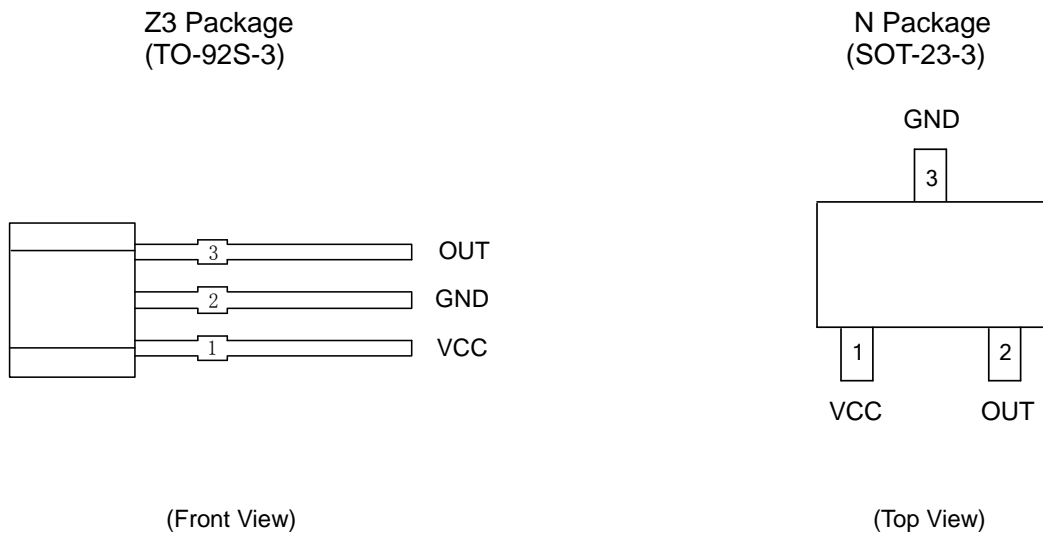 Z3 Package
(TO-92S-3)
3
OUT
2
GND
1
VCC
(Front View)
N Package
(SOT-23-3)
GND
3
1
2
VCC
OUT
(Top View)